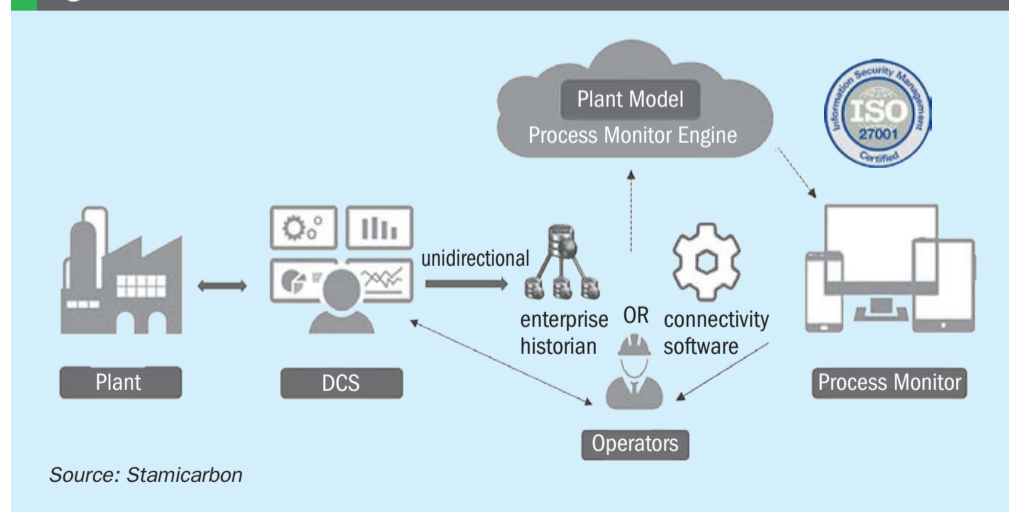 Plant Model
Process Monitor Engine
Information Security Management
ISO
27001
Certified
unidirectional
enterprise
historian
OR
connectivity
software
Plant
DCS
Operators
Process Monitor
Source: Stamicarbon